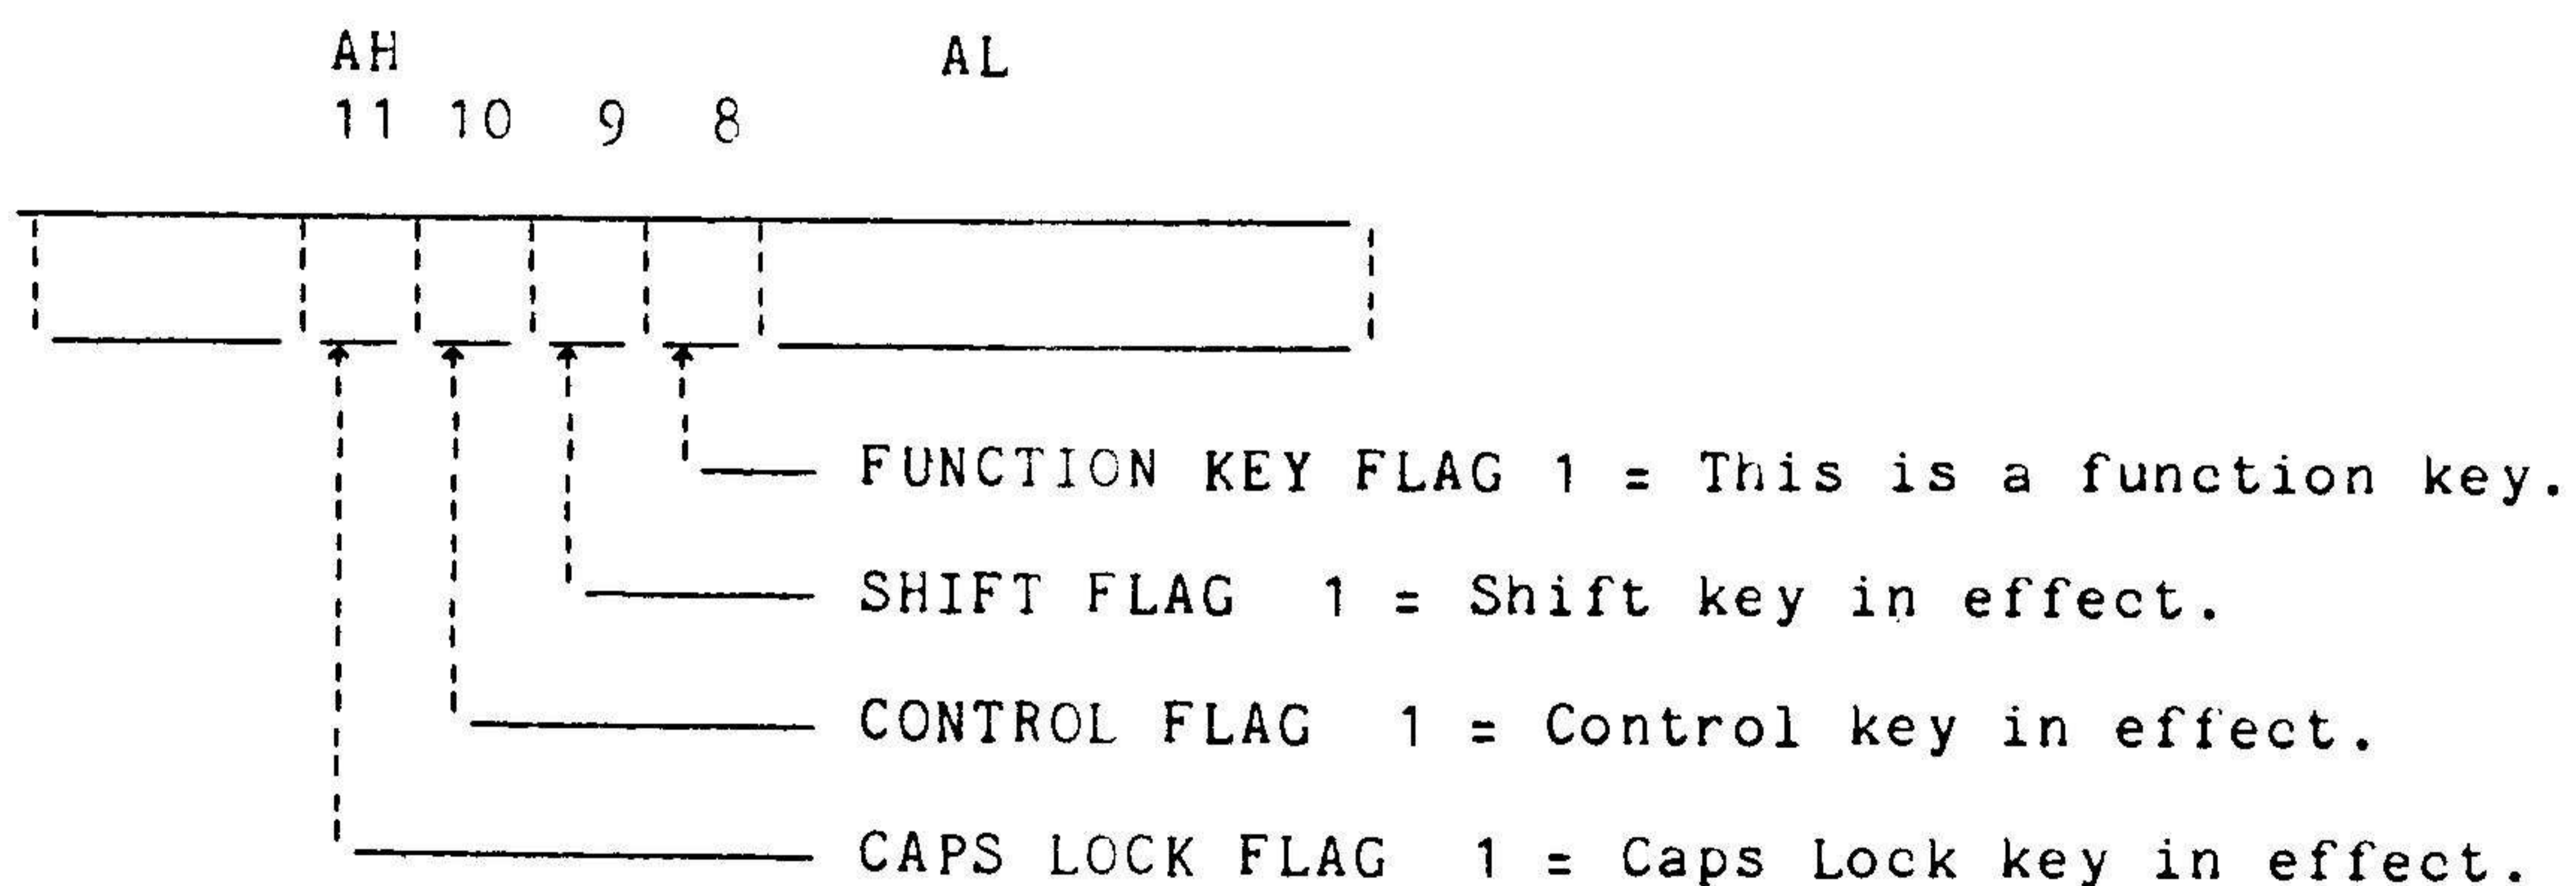 AH AL
11 10 9 8
FUNCTION KEY FLAG 1 = This is a function key.
SHIFT FLAG 1 = Shift key in effect.
CONTROL FLAG 1 = Control key in effect.
CAPS LOCK FLAG 1 = Caps Lock key in effect.